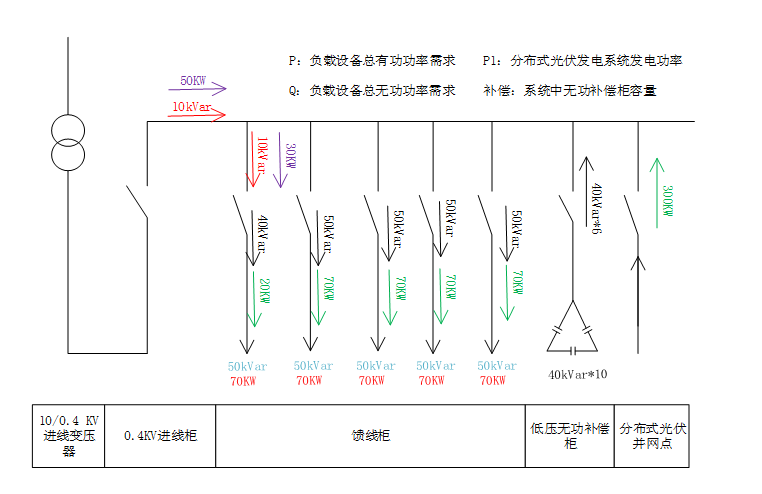 P: 负载设备总有功功率需求
P1: 分布式光伏发电系统发电功率
50KW
Q: 负载设备总无功功率需求
补偿: 系统中无功补偿柜容量
10kVar
10kVar
30KW
40kVar
50kVar
50kVar
50kVar
50kVar
40kVar*6
300KW
20KW
70KW
70KW
70KW
70KW
50kVar
50kVar
50kVar
50kVar
50kVar
70KW
70KW
70KW
70KW
70KW
40kVar*10
10/0.4 KV
进线变压
器
0.4KV进线柜
馈线柜
低压无功补偿
柜
分布式光伏
并网点